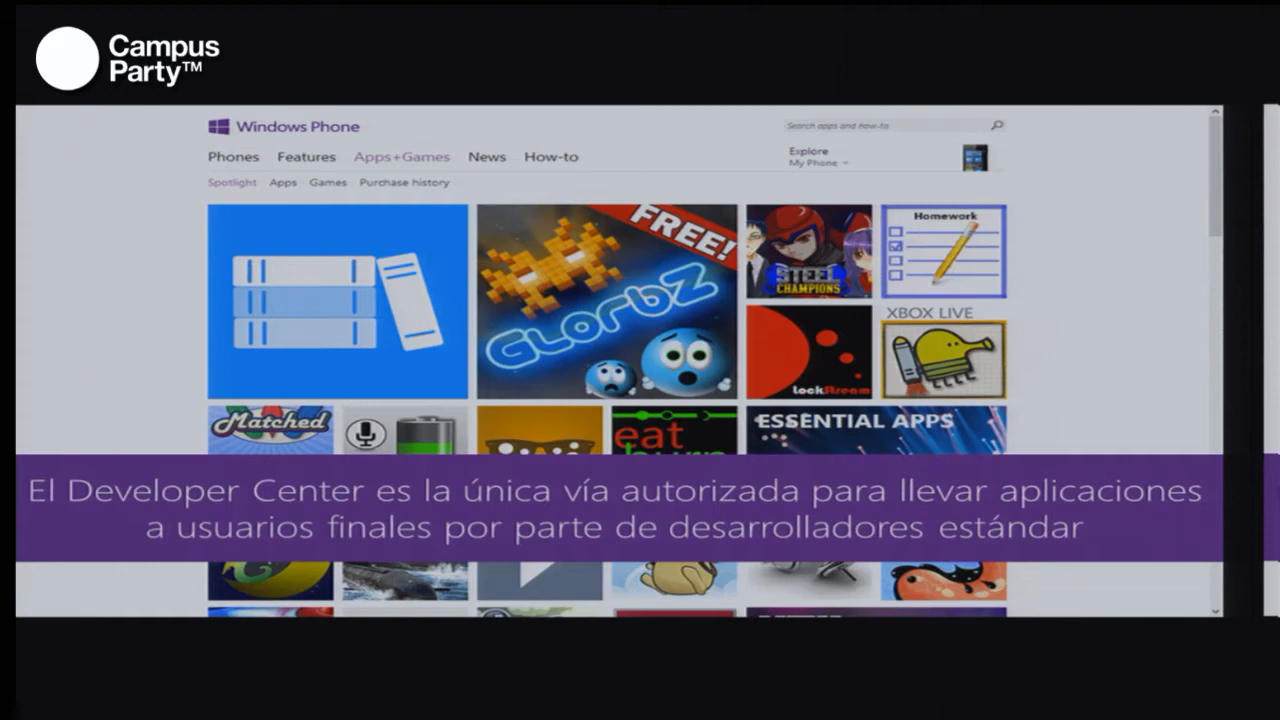 Campus
Party™
Windows Phone
Search apps and how-to
Phones Features Apps+Games News How-to
Explore
My Phone
Spotlight Apps Games Purchase history
FREE!
GLORBZ
STEEL
CHAMPIONS
Homework
XBOX LIVE
lockStream
Matched
eat
ESSENTIAL APPS
El Developer Center es la única vía autorizada para llevar aplicaciones
a usuarios finales por parte de desarrolladores estándar